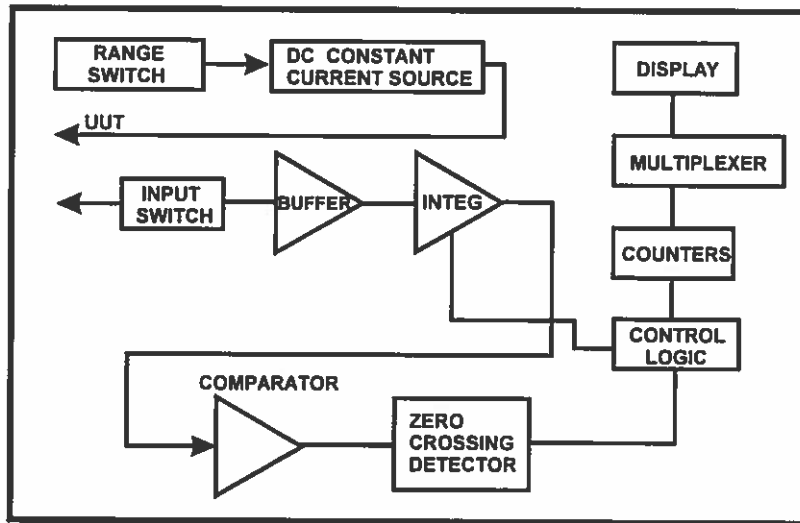 RANGE
SWITCH
DC CONSTANT
CURRENT SOURCE
DISPLAY
UUT
MULTIPLEXER
INPUT
SWITCH
BUFFER
INTEG
COUNTERS
CONTROL
LOGIC
COMPARATOR
ZERO
CROSSING
DETECTOR